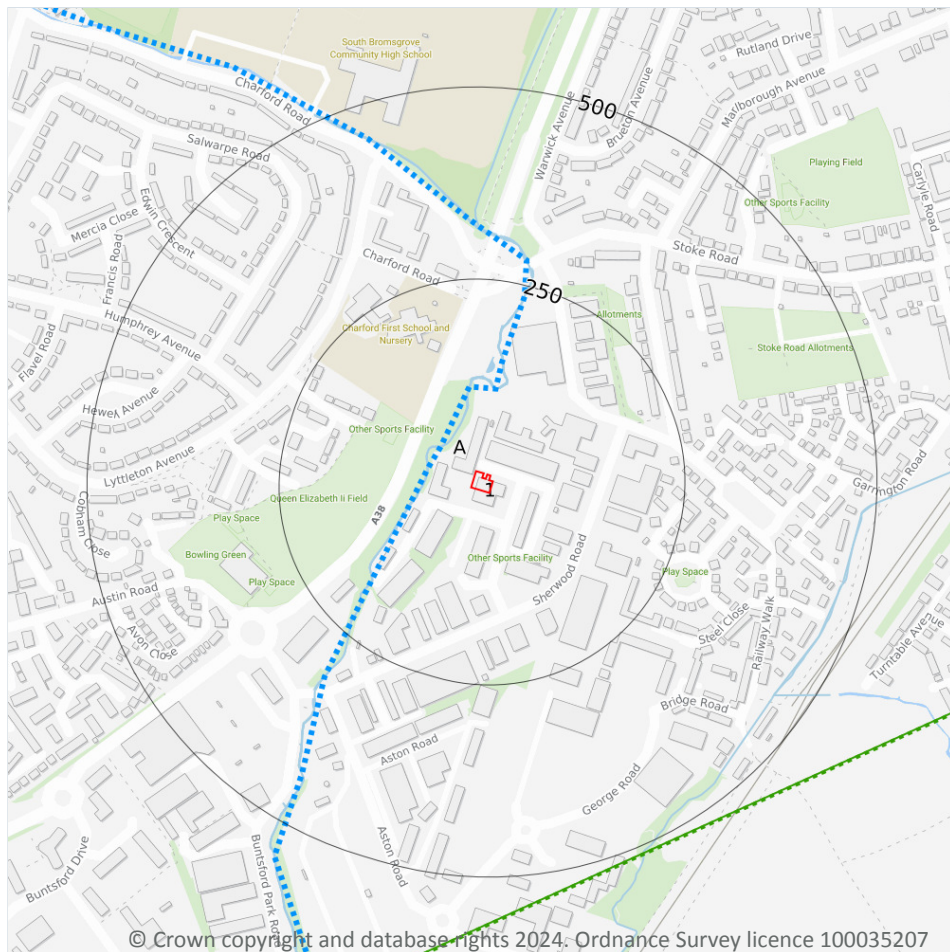 South Bromsgrove
Community High School
Rutland Drive
Marlborough Avenue
Charford Road
500
Warwick Avenue
Brueton Avenue
Salwarpe Road
Playing Field
Carlyle Road
Mercia Close
Edwin Crescent
Other Sports Facility
Francis Road
Charford Road
Stoke Road
250
Humphrey Avenue
Charford First School and
Nursery
Allotments
Flavel Road
Stoke Road Allotments
Hewey Avenue
Other Sports Facility
A
Lyttleton Avenue
Garrington Road
1
Queen Elizabeth Ii Field
A38
Cobham Close
Play Space
Bowling Green
Other Sports Facility
Sherwood Road
Play Space
Play Space
Austin Road
Avon Close
Steel Close
Railway Walk
Turntable Avenue
Bridge Road
Aston Road
George Road
Aston Road
Buntsford Drive
Buntsford Park Road
© Crown copyright and database rights 2024. Ordnance Survey licence 100035207